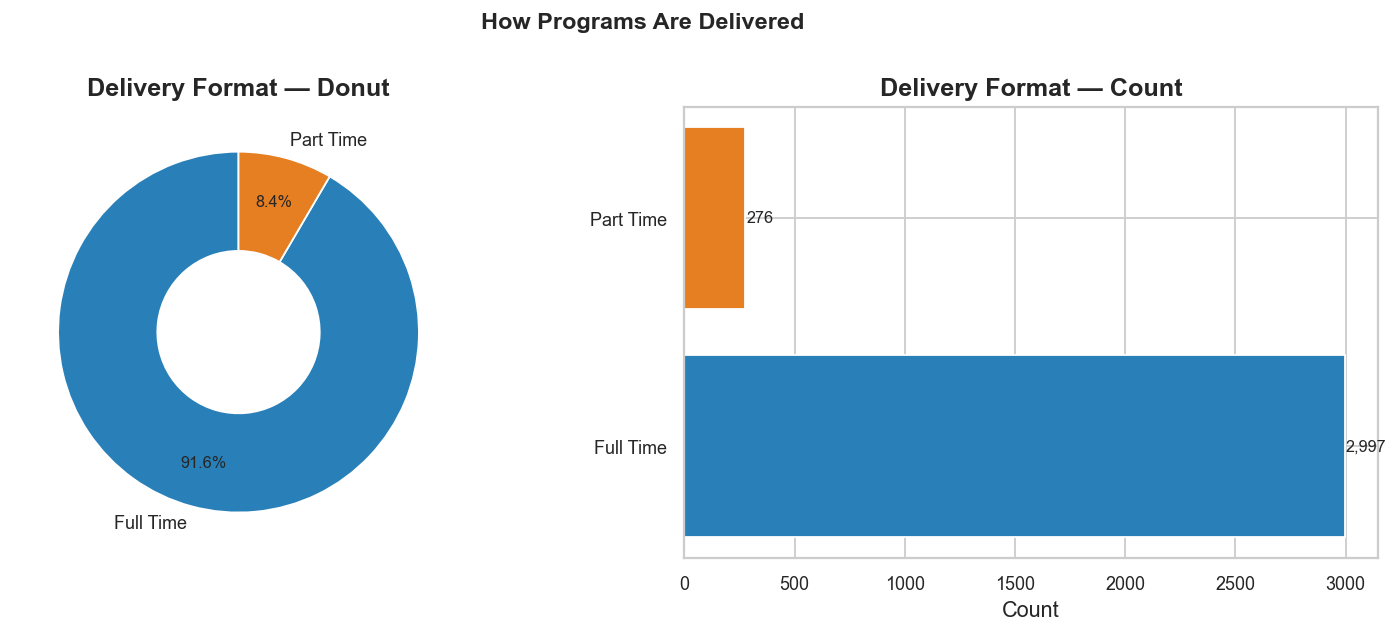 How Programs Are Delivered
Delivery Format — Donut
Part Time
8.4%
91.6%
Full Time
Delivery Format — Count
Part Time
276
Full Time
2,997
0 500 1000 1500 2000 2500 3000
Count